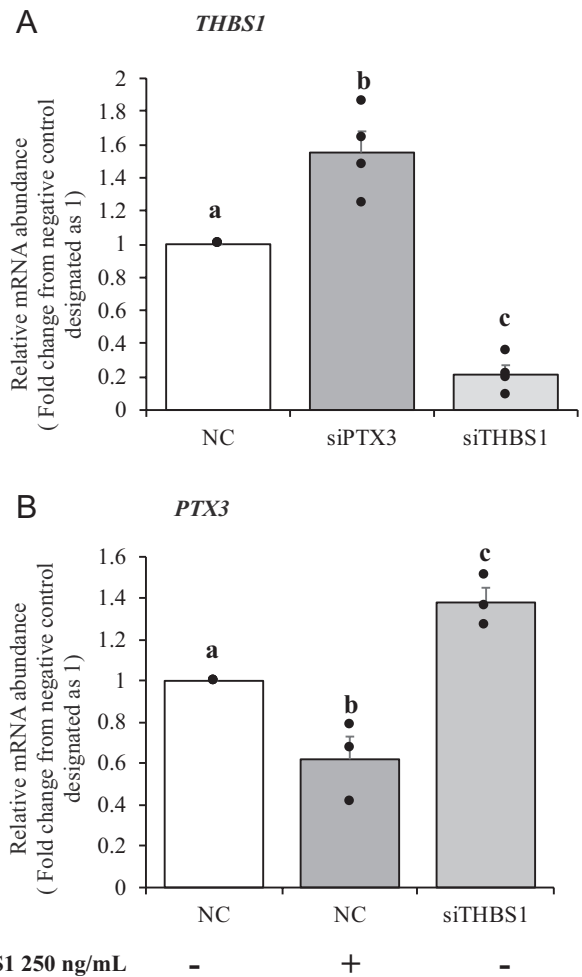 A
THBS1
Relative mRNA abundance
( Fold change from negative control
designated as 1)
2
1.8
1.6
1.4
1.2
1
0.8
0.6
0.4
0.2
0
a
b
c
NC siPTX3 siTHBS1
B
PTX3
Relative mRNA abundance
( Fold change from negative control
designated as 1)
1.6
1.4
1.2
1
0.8
0.6
0.4
0.2
0
a
b
c
NC NC siTHBS1
S1 250 ng/mL - + -